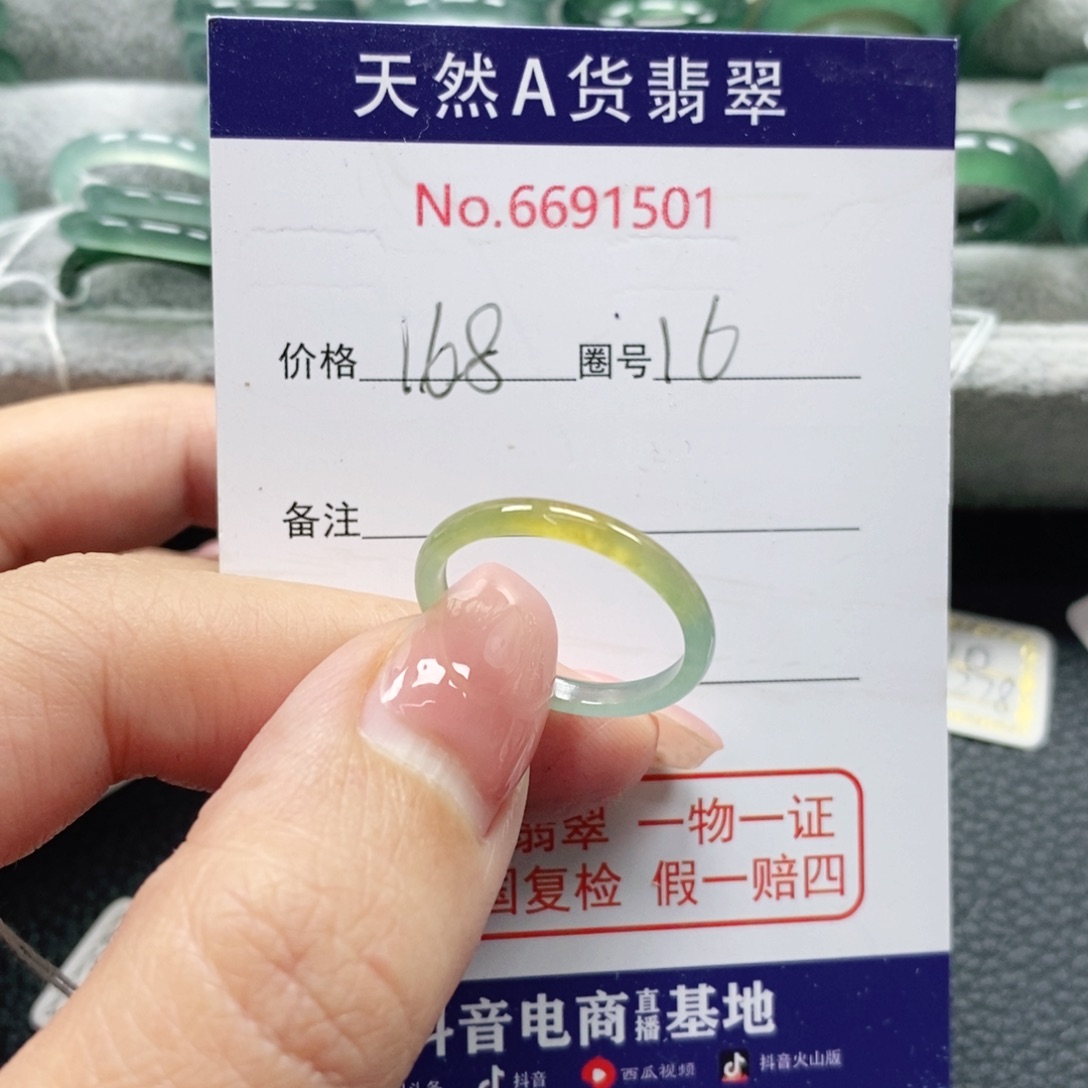 天然A货翡翠
No.6691501
价格 168 圈号 16
备注
翡翠 一物一证
国复检 假一赔四
抖音电商直播基地
头条 抖音 西瓜视频 抖音火山版